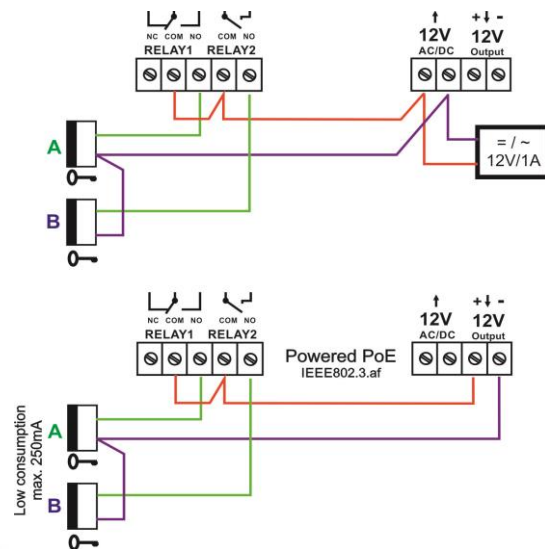 NC COM NO COM NO
RELAY1 RELAY2
↑
12V
AC/DC
+↓-
12V
Output
A
B
= / ~
12V/1A
NC COM NO COM NO
RELAY1 RELAY2
Powered PoE
IEEE802.3.af
↑
12V
AC/DC
+↓-
12V
Output
Low consumption
max. 250mA
A
B